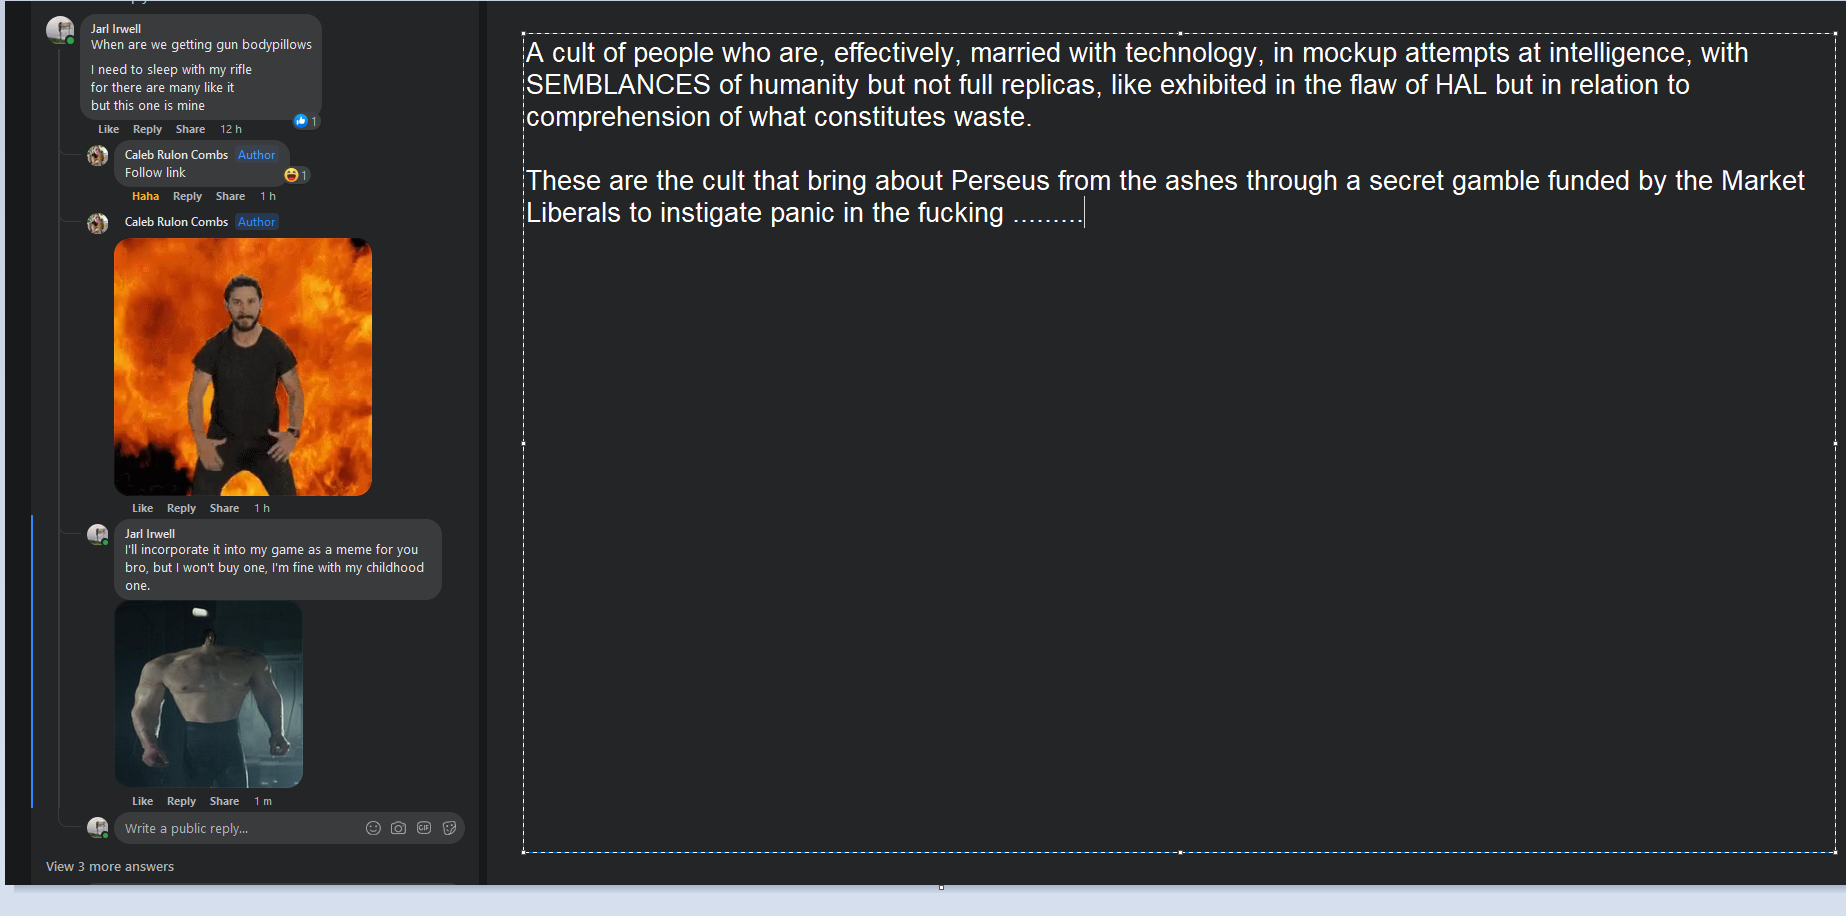 Jarl Irwell
When are we getting gun bodypillows
I need to sleep with my rifle
for there are many like it
but this one is mine
Like Reply Share 12 h
1
Caleb Rulon Combs Author
Follow link
1
Haha Reply Share 1 h
Caleb Rulon Combs Author
Like Reply Share 1 h
Jarl Irwell
I'll incorporate it into my game as a meme for you
bro, but I won't buy one, I'm fine with my childhood
one.
Like Reply Share 1 m
Write a public reply...
GIF
View 3 more answers
A cult of people who are, effectively, married with technology, in mockup attempts at intelligence, with
SEMBLANCES of humanity but not full replicas, like exhibited in the flaw of HAL but in relation to
comprehension of what constitutes waste.
These are the cult that bring about Perseus from the ashes through a secret gamble funded by the Market
Liberals to instigate panic in the fucking .........